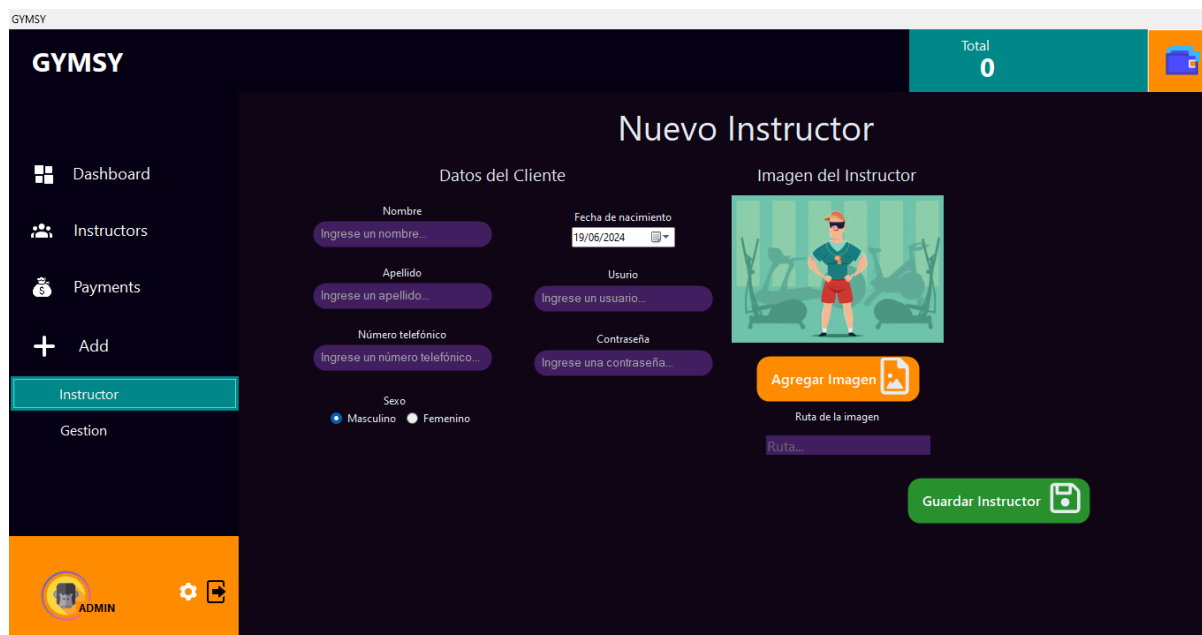 GYMSY
GYMSY
Total
0
Dashboard
Instructors
Payments
Add
Instructor
Gestion
ADMIN
Nuevo Instructor
Datos del Cliente
Nombre
Ingrese un nombre...
Apellido
Ingrese un apellido...
Número telefónico
Ingrese un número telefónico...
Sexo
Masculino Femenino
Fecha de nacimiento
19/06/2024
Usurio
Ingrese un usuario...
Contraseña
Ingrese una contraseña...
Imagen del Instructor
Agregar Imagen
Ruta de la imagen
Ruta...
Guardar Instructor